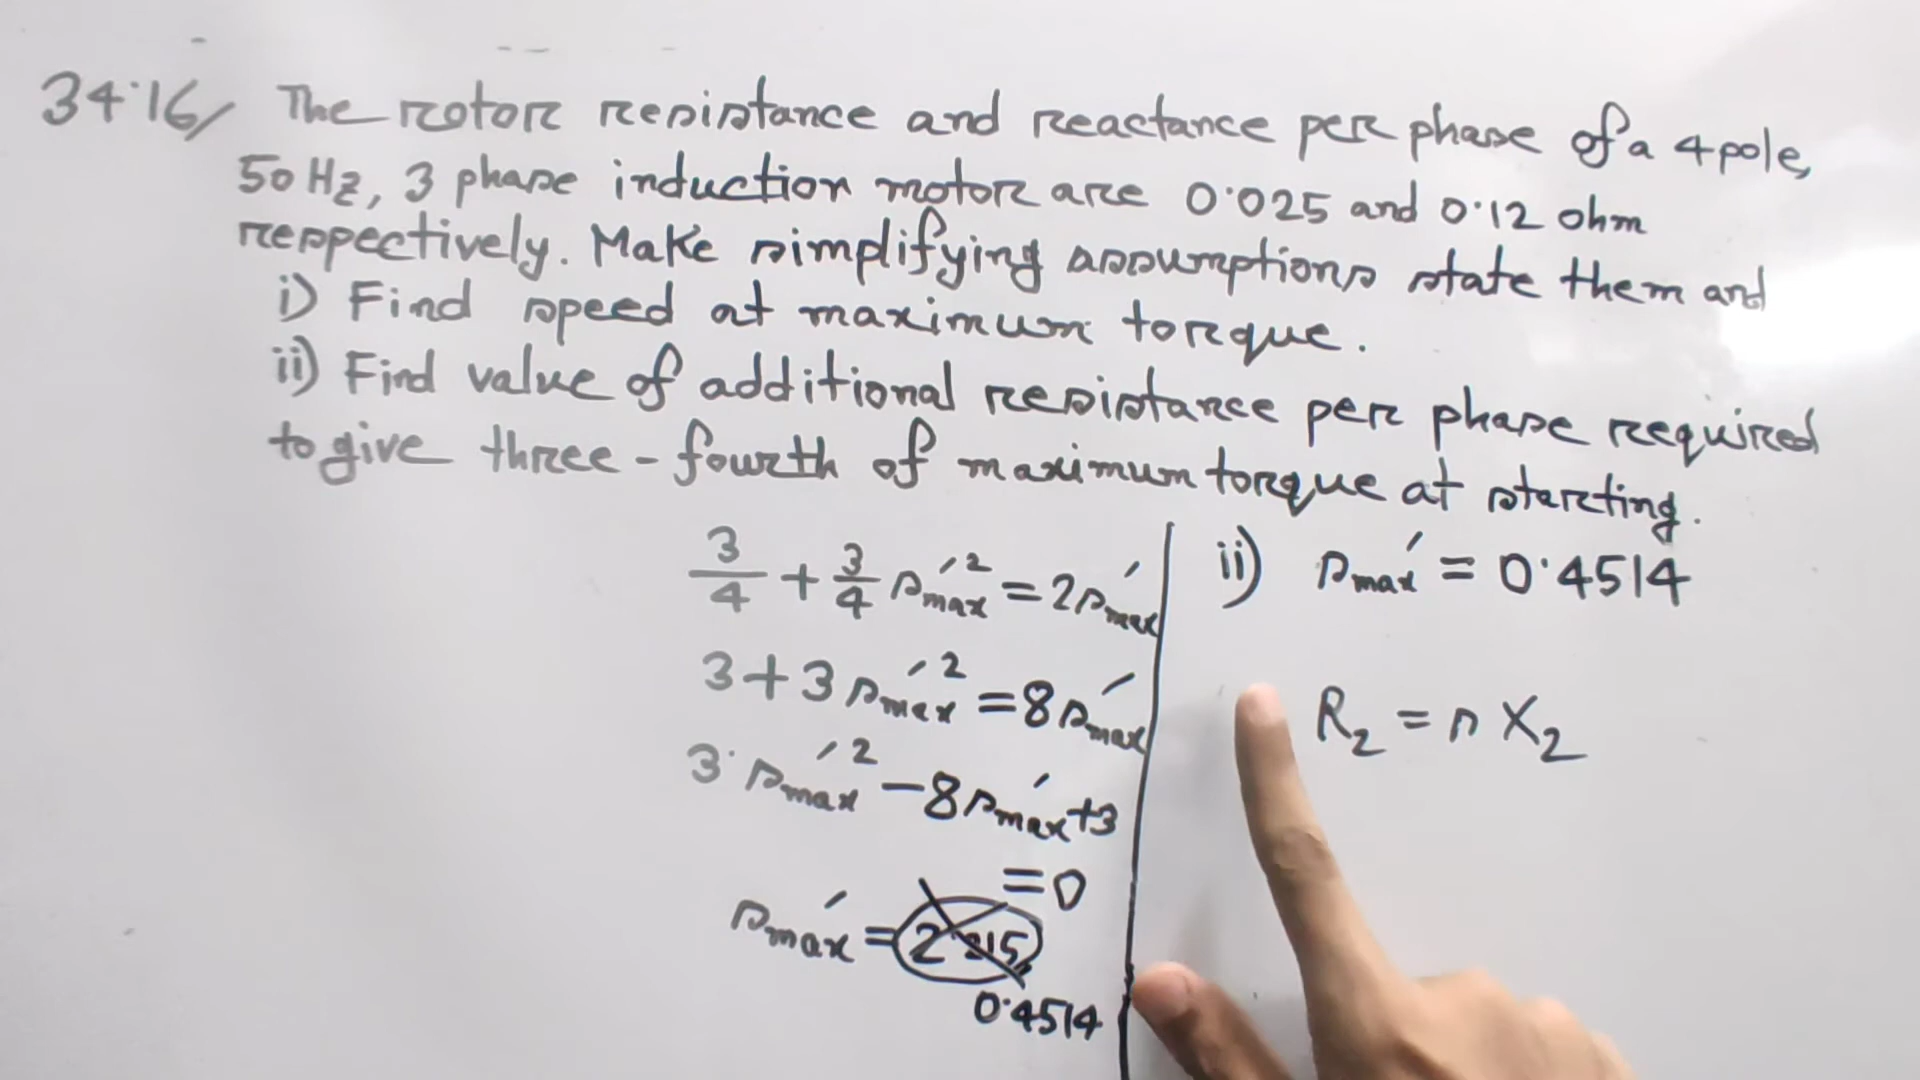 34.16/ The rotor resistance and reactance per phase of a 4 pole,
50 Hz, 3 phase induction motor are 0.025 and 0.12 ohm
respectively. Make simplifying assumptions state them and
i) Find speed at maximum torque.
ii) Find value of additional resistance per phase required
to give three-fourth of maximum torque at starting.
3/4 + 3/4 s'max² = 2s'max
3+3 s'max² = 8s'max
3 s'max² - 8s'max+3
=0
s'max = 2.215,
0.4514
ii) s'max = 0.4514
R₂ = s X₂